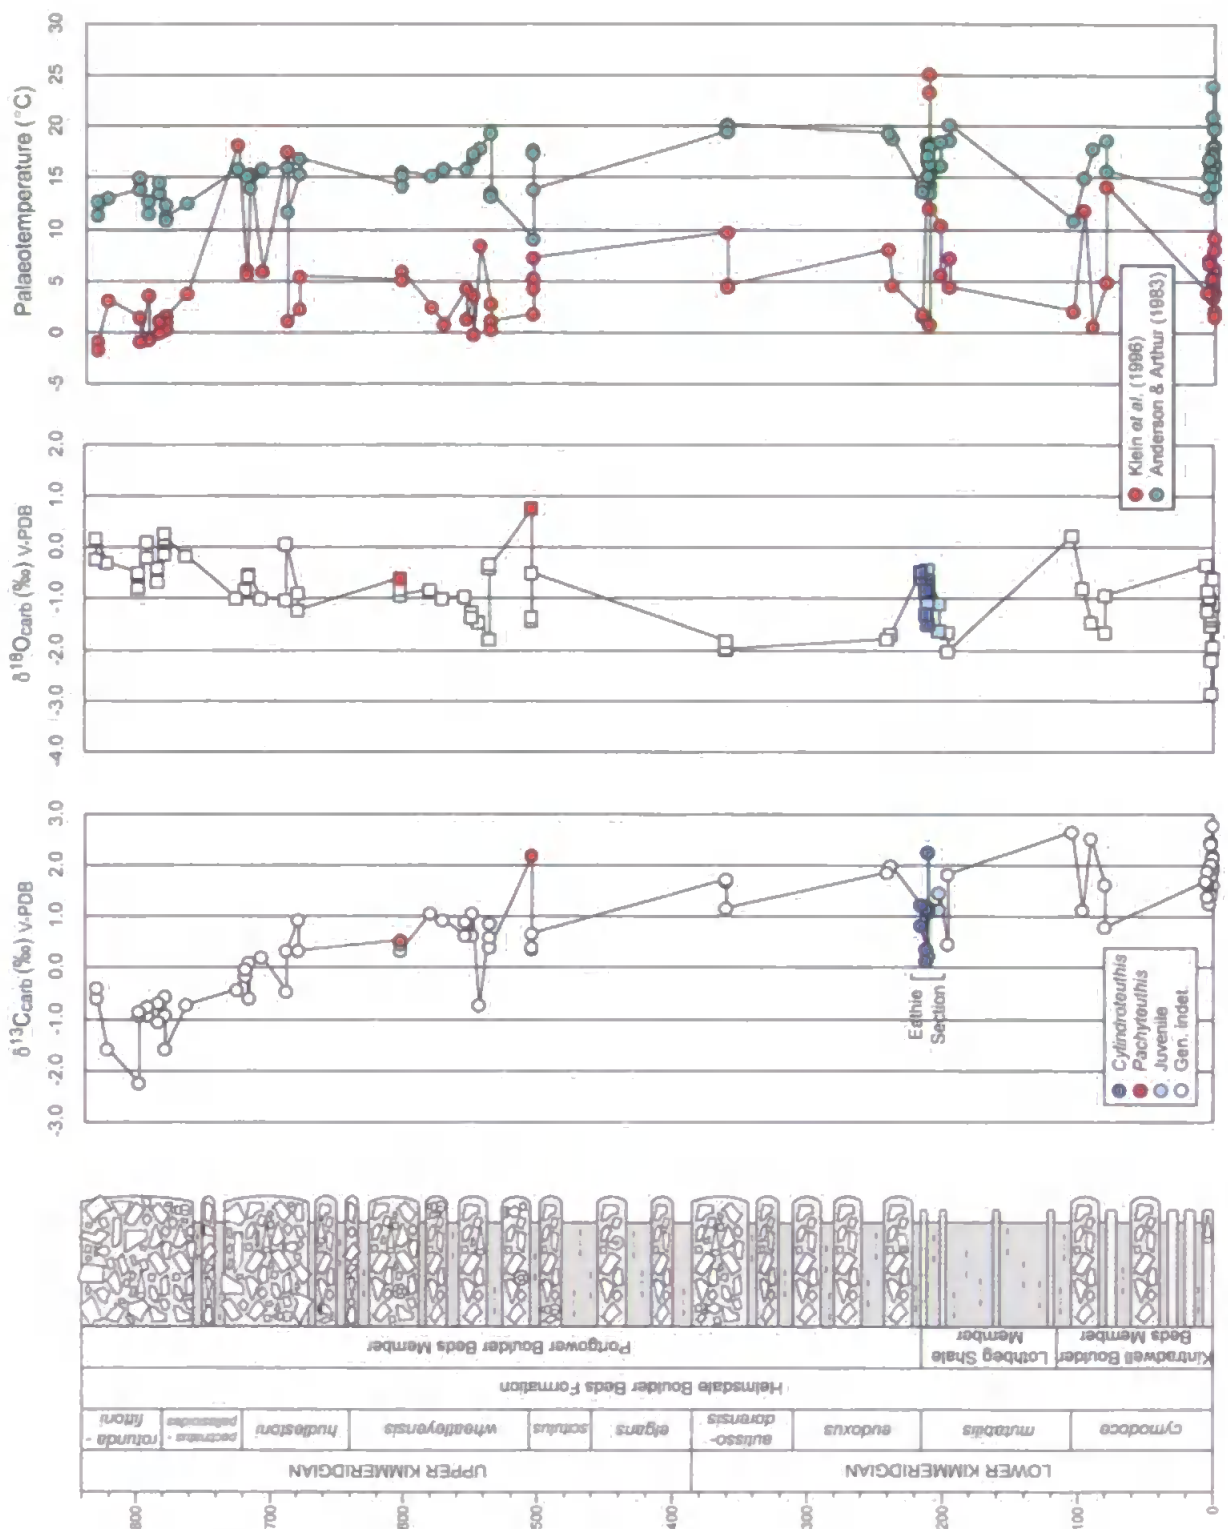 Palaeotemperature (°C)
30
25
20
15
10
5
0
-5
Klein et al. (1996)
Anderson & Arthur (1983)
δ18Ocarb (‰) V-PDB
2.0
1.0
0.0
-1.0
-2.0
-3.0
-4.0
δ13Ccarb (‰) V-PDB
3.0
2.0
1.0
0.0
-1.0
-2.0
-3.0
Eathie
Section
Cylindroteuthis
Pachyteuthis
Juvenile
Gen. indet.
Portgower Boulder Beds Member
Lothbeg Shale
Member
Kintradwell Boulder
Beds Member
Helmsdale Boulder Beds Formation
rotunda -
fittoni
pectinatus -
pallasioides
hudlestoni
wheatleyensis
scitulus
elgans
autisso-
dorensis
eudoxus
mutabilis
cymodoce
UPPER KIMMERIDGIAN
LOWER KIMMERIDGIAN
800
700
600
500
400
300
200
100
0